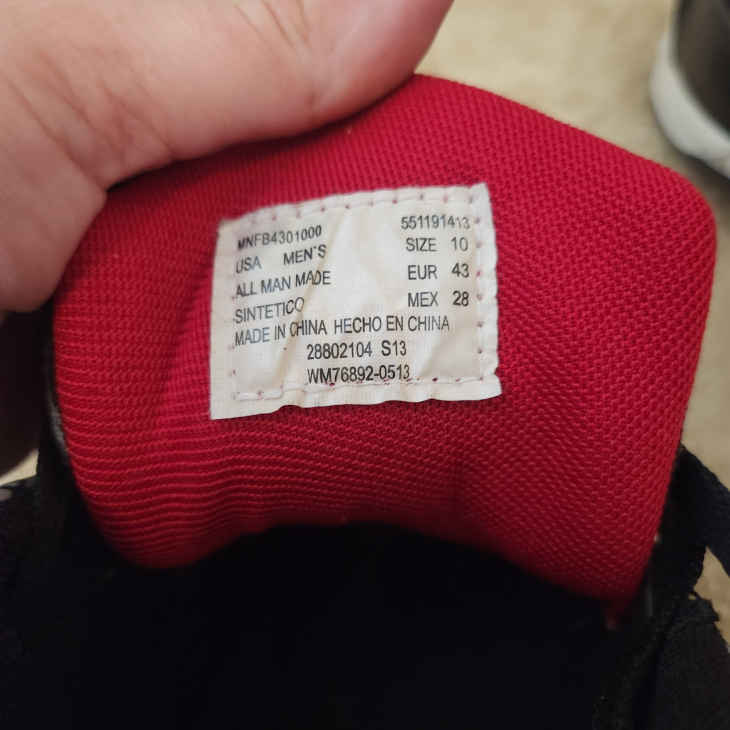 MNFB4301000 551191413
USA MEN'S SIZE 10
ALL MAN MADE EUR 43
SINTETICO MEX 28
MADE IN CHINA HECHO EN CHINA
28802104 S13
WM76892-0513